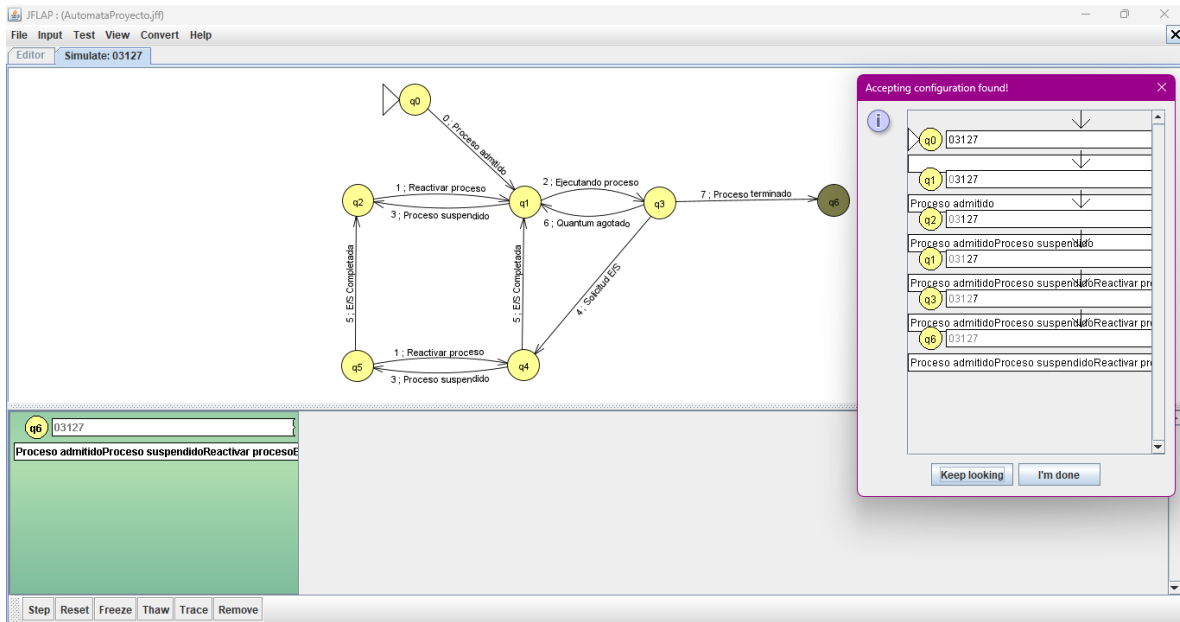 JFLAP : (AutomataProyecto.jff)
File Input Test View Convert Help
Editor Simulate: 03127
q0
0 ; Proceso admitido
1 ; Reactivar proceso
2 ; Ejecutando proceso
7 ; Proceso terminado
q2
q1
q3
q6
3 ; Proceso suspendido
6 ; Quantum agotado
5 ; E/S Completada
5 ; E/S Completada
4 ; Solicitud E/S
1 ; Reactivar proceso
q5
q4
3 ; Proceso suspendido
Accepting configuration found!
q0 03127
q1 03127
Proceso admitido
q2 03127
Proceso admitidoProceso suspendido
q1 03127
Proceso admitidoProceso suspendidoReactivar pr
q3 03127
Proceso admitidoProceso suspendidoReactivar pr
q6 03127
Proceso admitidoProceso suspendidoReactivar pr
Keep looking I'm done
q6 03127
Proceso admitidoProceso suspendidoReactivar procesoE
Step Reset Freeze Thaw Trace Remove